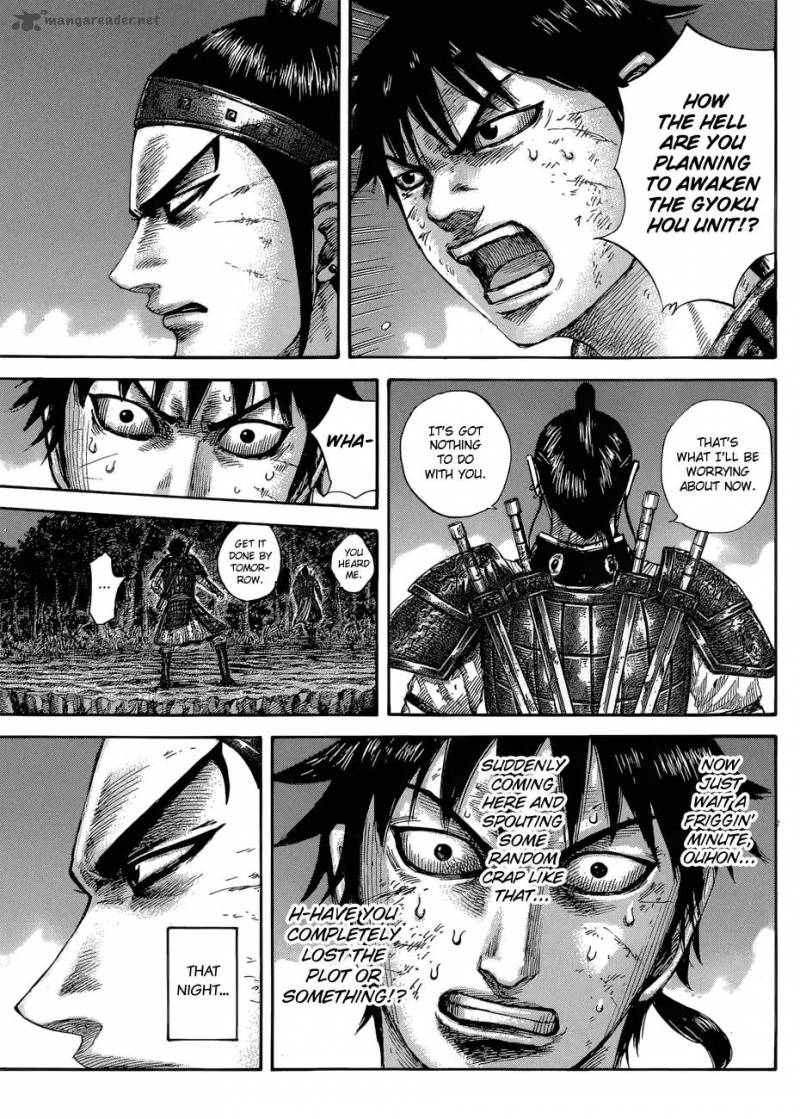 mangareader.net
HOW
THE HELL
ARE YOU
PLANNING
TO AWAKEN
THE GYOKU
HOU UNIT!?
THAT'S
WHAT I'LL BE
WORRYING
ABOUT NOW.
IT'S GOT
NOTHING
TO DO
WITH YOU.
WHA-
YOU
HEARD
ME.
GET IT
DONE BY
TOMOR-
ROW.
...
NOW
JUST
WAIT A
FRIGGIN'
MINUTE,
OUHON...
SUDDENLY
COMING
HERE AND
SPOUTING
SOME
RANDOM
CRAP LIKE
THAT...
H-HAVE YOU
COMPLETELY
LOST THE
PLOT OR
SOMETHING!?
THAT
NIGHT...